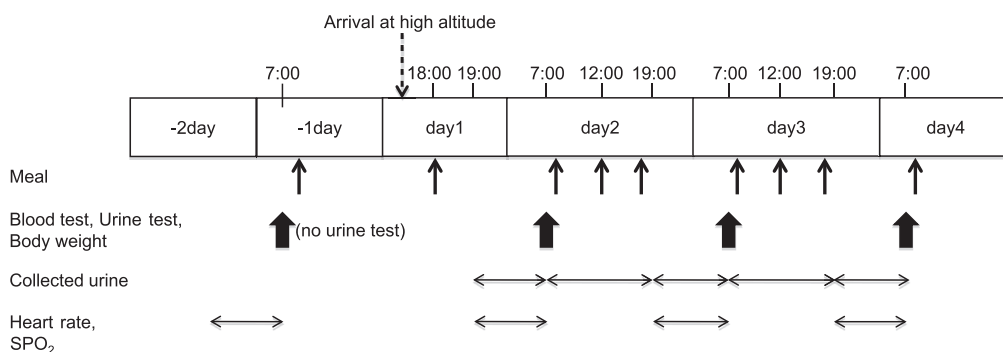 Arrival at high altitude
7:00 18:00 19:00 7:00 12:00 19:00 7:00 12:00 19:00 7:00
-2day -1day day1 day2 day3 day4
Meal
Blood test, Urine test,
Body weight
(no urine test)
Collected urine
Heart rate,
SPO₂